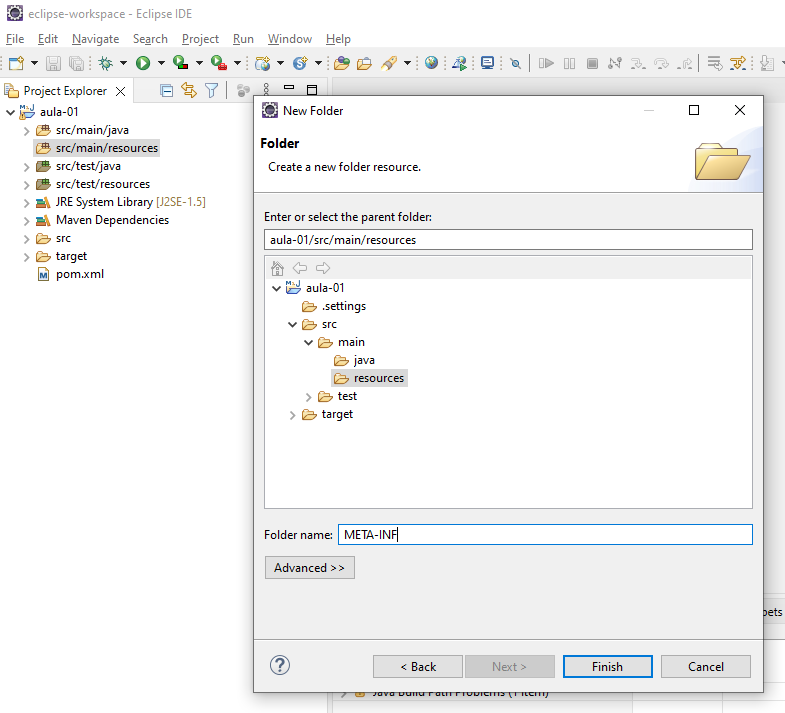 eclipse-workspace - Eclipse IDE
File Edit Navigate Search Project Run Window Help
Project Explorer
aula-01
src/main/java
src/main/resources
src/test/java
src/test/resources
JRE System Library [J2SE-1.5]
Maven Dependencies
src
target
pom.xml
New Folder
Folder
Create a new folder resource.
Enter or select the parent folder:
aula-01/src/main/resources
aula-01
.settings
src
main
java
resources
test
target
Folder name: META-INF
Advanced >>
< Back Next > Finish Cancel
Java Build Path Problems (1 item)